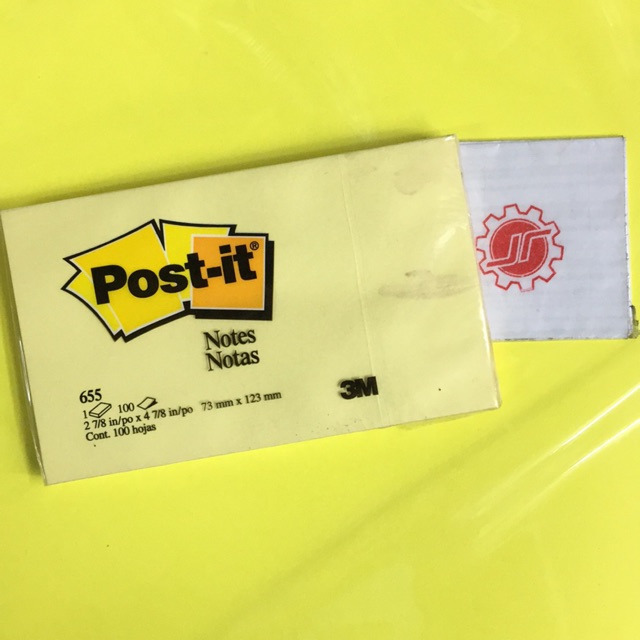 Post-it®
Notes
Notas
655
1 100
2 7/8 in/po x 4 7/8 in/po 73 mm x 123 mm
Cont. 100 hojas
3M